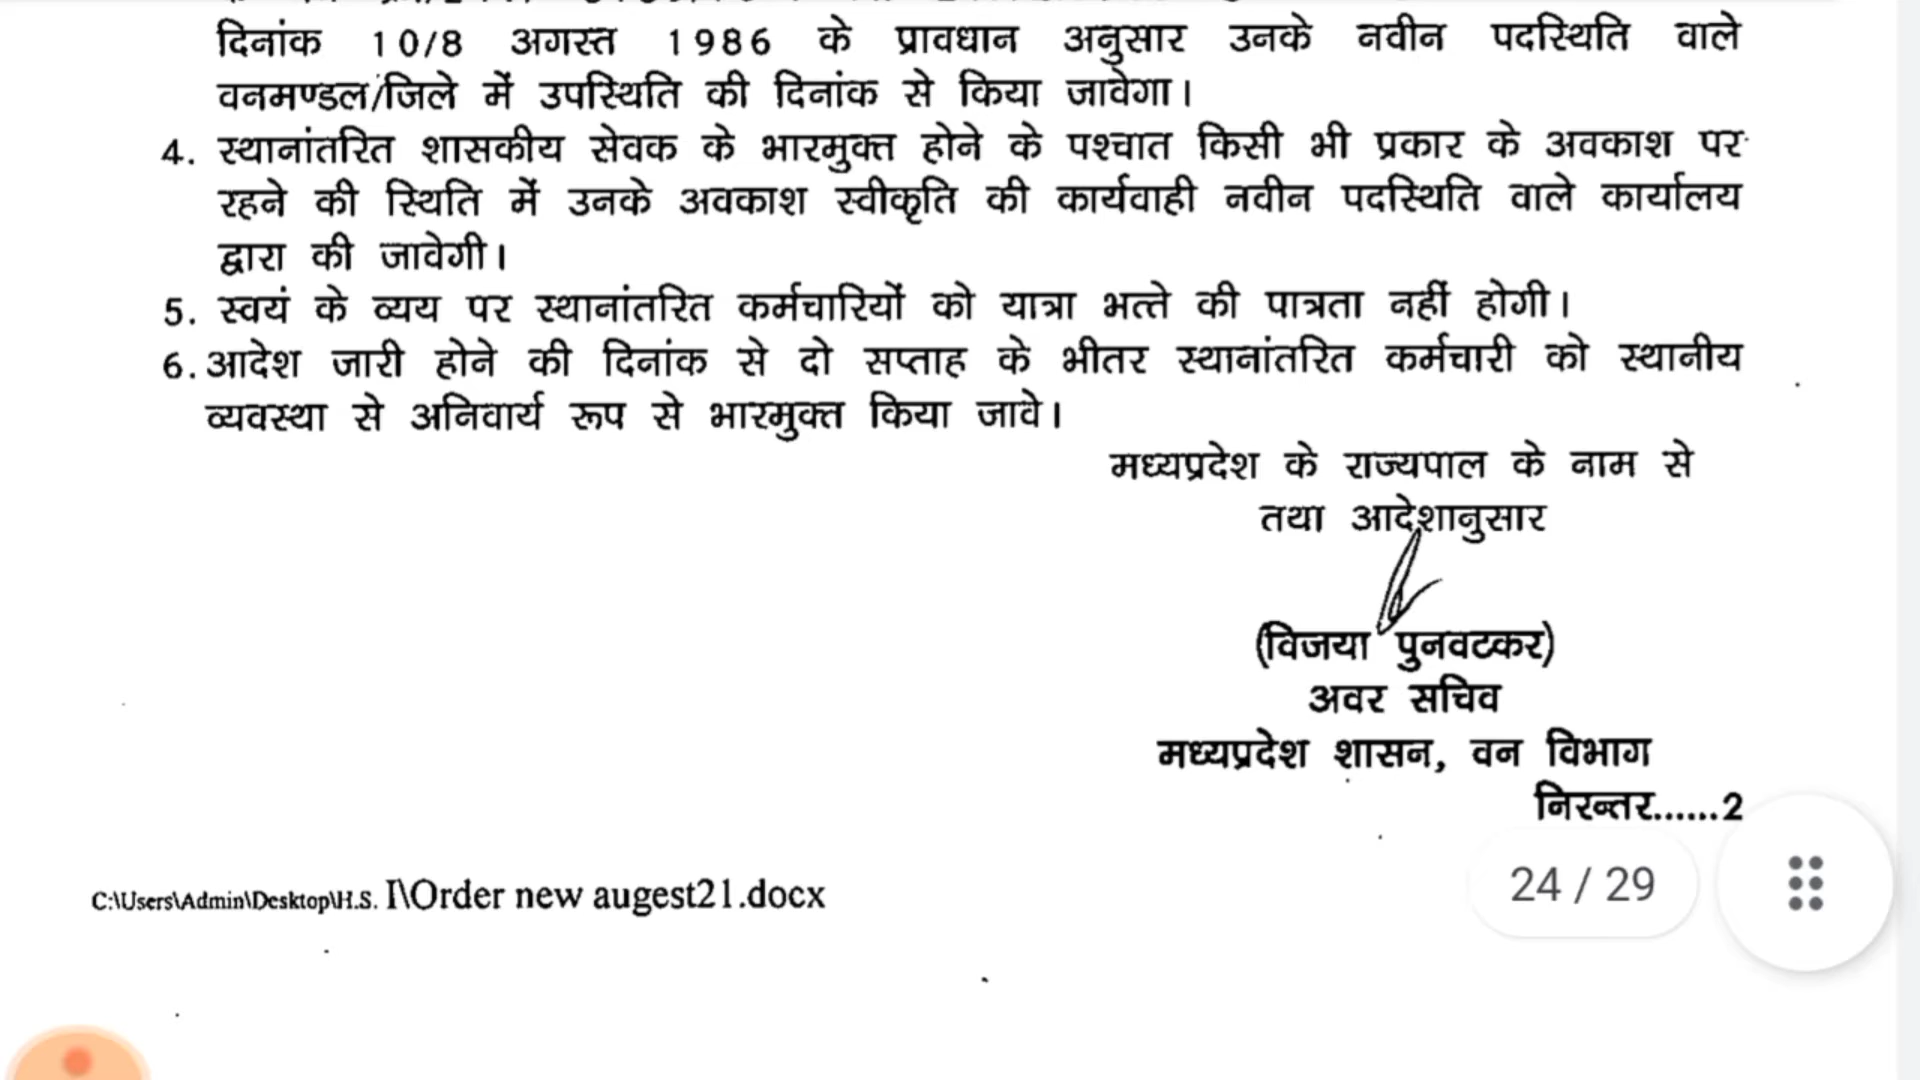 दिनांक 10/8 अगस्त 1986 के प्रावधान अनुसार उनके नवीन पदस्थिति वाले
वनमण्डल/जिले में उपस्थिति की दिनांक से किया जावेगा।
4. स्थानांतरित शासकीय सेवक के भारमुक्त होने के पश्चात किसी भी प्रकार के अवकाश पर
रहने की स्थिति में उनके अवकाश स्वीकृति की कार्यवाही नवीन पदस्थिति वाले कार्यालय
द्वारा की जावेगी।
5. स्वयं के व्यय पर स्थानांतरित कर्मचारियों को यात्रा भत्ते की पात्रता नहीं होगी।
6. आदेश जारी होने की दिनांक से दो सप्ताह के भीतर स्थानांतरित कर्मचारी को स्थानीय
व्यवस्था से अनिवार्य रूप से भारमुक्त किया जावे।
मध्यप्रदेश के राज्यपाल के नाम से
तथा आदेशानुसार
(विजया पुनवटकर)
अवर सचिव
मध्यप्रदेश शासन, वन विभाग
निरन्तर......2
C:\Users\Admin\Desktop\H.S. I\Order new augest21.docx
24 / 29